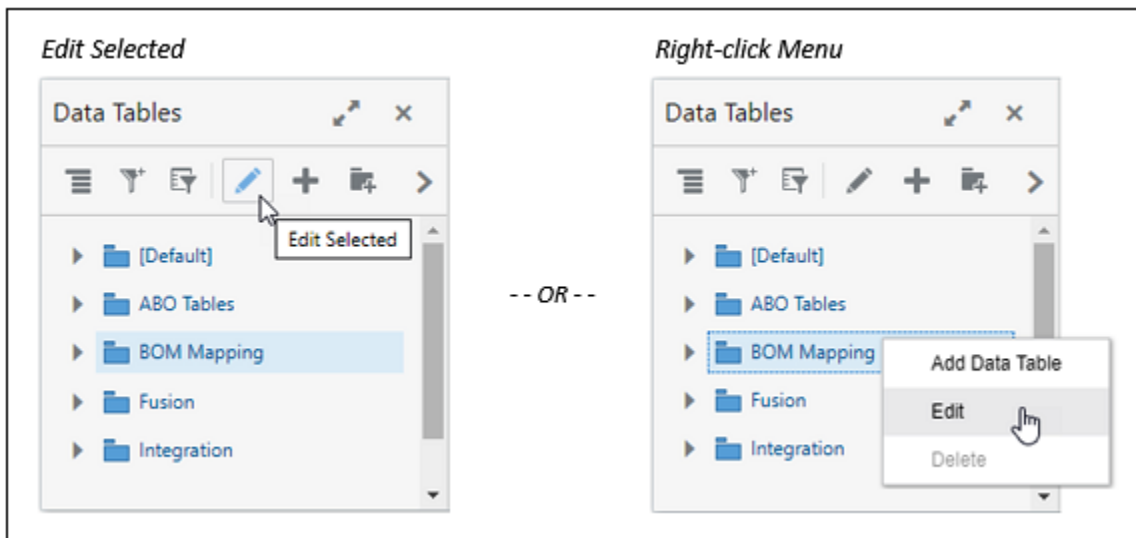 Edit Selected
Data Tables
Edit Selected
[Default]
ABO Tables
BOM Mapping
Fusion
Integration
- - OR - -
Right-click Menu
Data Tables
[Default]
ABO Tables
BOM Mapping
Fusion
Integration
Add Data Table
Edit
Delete